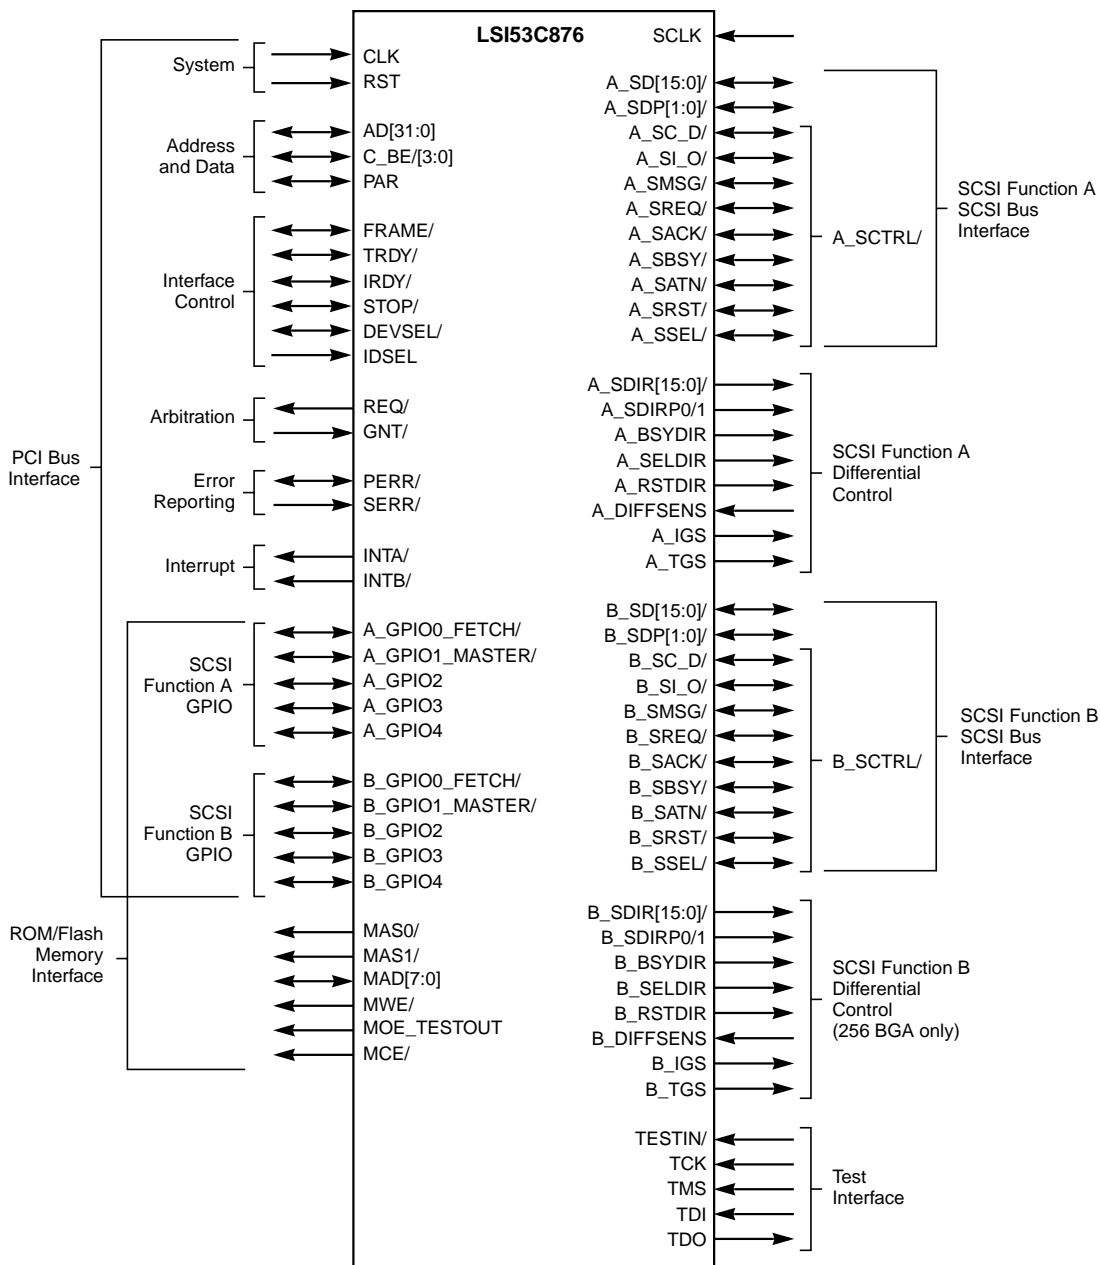 LSI53C876
PCI Bus
Interface
System
CLK
RST
Address
and Data
AD[31:0]
C_BE/[3:0]
PAR
Interface
Control
FRAME/
TRDY/
IRDY/
STOP/
DEVSEL/
IDSEL
Arbitration
REQ/
GNT/
Error
Reporting
PERR/
SERR/
Interrupt
INTA/
INTB/
SCSI
Function A
GPIO
A_GPIO0_FETCH/
A_GPIO1_MASTER/
A_GPIO2
A_GPIO3
A_GPIO4
SCSI
Function B
GPIO
B_GPIO0_FETCH/
B_GPIO1_MASTER/
B_GPIO2
B_GPIO3
B_GPIO4
ROM/Flash
Memory
Interface
MAS0/
MAS1/
MAD[7:0]
MWE/
MOE_TESTOUT
MCE/
SCLK
A_SD[15:0]/
A_SDP[1:0]/
A_SC_D/
A_SI_O/
A_SMSG/
A_SREQ/
A_SACK/
A_SBSY/
A_SATN/
A_SRST/
A_SSEL/
A_SCTRL/
SCSI Function A
SCSI Bus
Interface
A_SDIR[15:0]/
A_SDIRP0/1
A_BSYDIR
A_SELDIR
A_RSTDIR
A_DIFFSENS
A_IGS
A_TGS
SCSI Function A
Differential
Control
B_SD[15:0]/
B_SDP[1:0]/
B_SC_D/
B_SI_O/
B_SMSG/
B_SREQ/
B_SACK/
B_SBSY/
B_SATN/
B_SRST/
B_SSEL/
B_SCTRL/
SCSI Function B
SCSI Bus
Interface
B_SDIR[15:0]/
B_SDIRP0/1
B_BSYDIR
B_SELDIR
B_RSTDIR
B_DIFFSENS
B_IGS
B_TGS
SCSI Function B
Differential
Control
(256 BGA only)
TESTIN/
TCK
TMS
TDI
TDO
Test
Interface